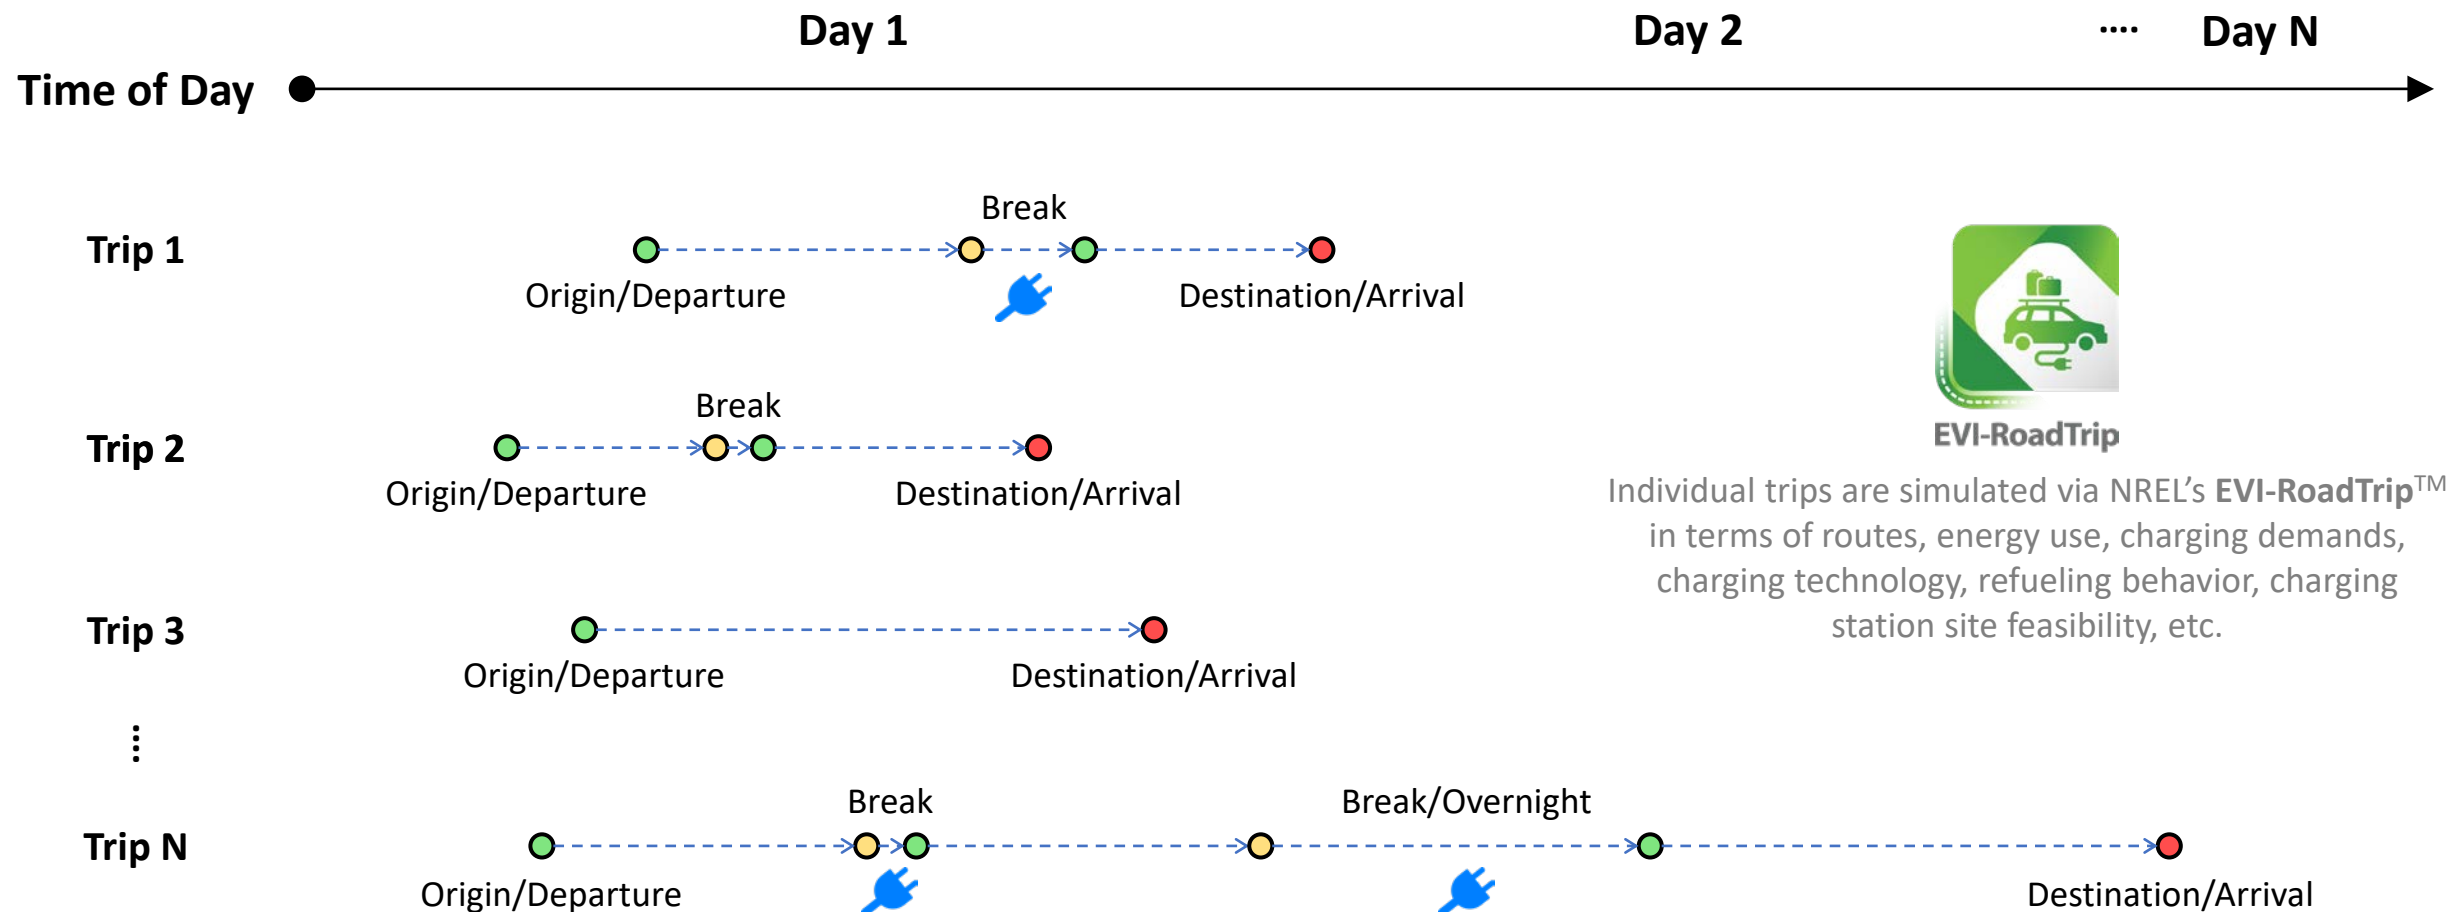 Day 1 Day 2 .... Day N
Time of Day
Break
Trip 1
Origin/Departure Destination/Arrival
Break
Trip 2
Origin/Departure Destination/Arrival
EVI-RoadTrip
Individual trips are simulated via NREL’s EVI-RoadTrip™
in terms of routes, energy use, charging demands,
charging technology, refueling behavior, charging
station site feasibility, etc.
Trip 3
Origin/Departure Destination/Arrival
....
Break Break/Overnight
Trip N
Origin/Departure Destination/Arrival